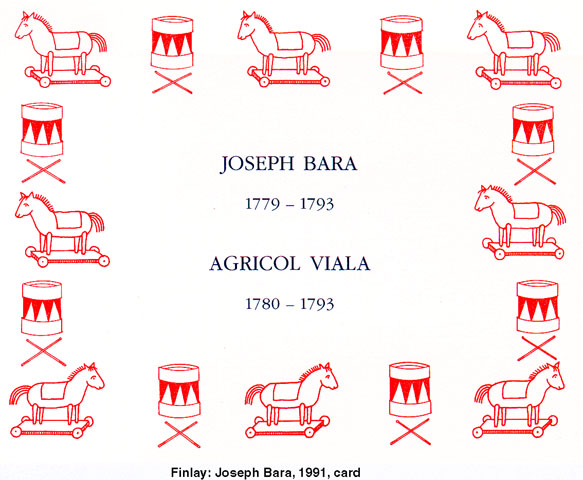 JOSEPH BARA
1779 – 1793
AGRICOL VIALA
1780 – 1793
Finlay: Joseph Bara, 1991, card